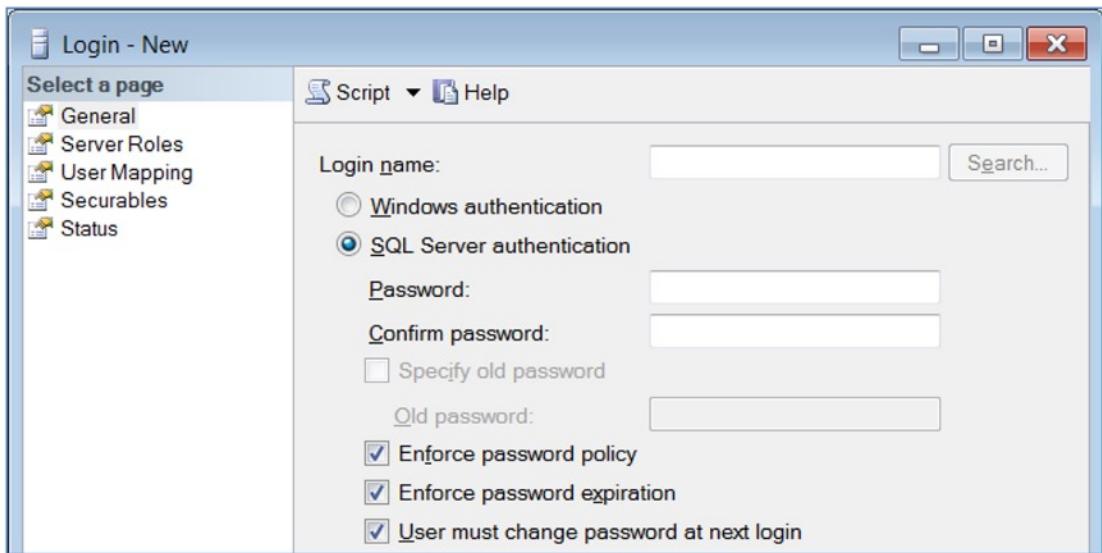 Login - New
Select a page
General
Server Roles
User Mapping
Securables
Status
Script
Help
Login name:
Search...
Windows authentication
SQL Server authentication
Password:
Confirm password:
Specify old password
Old password:
Enforce password policy
Enforce password expiration
User must change password at next login